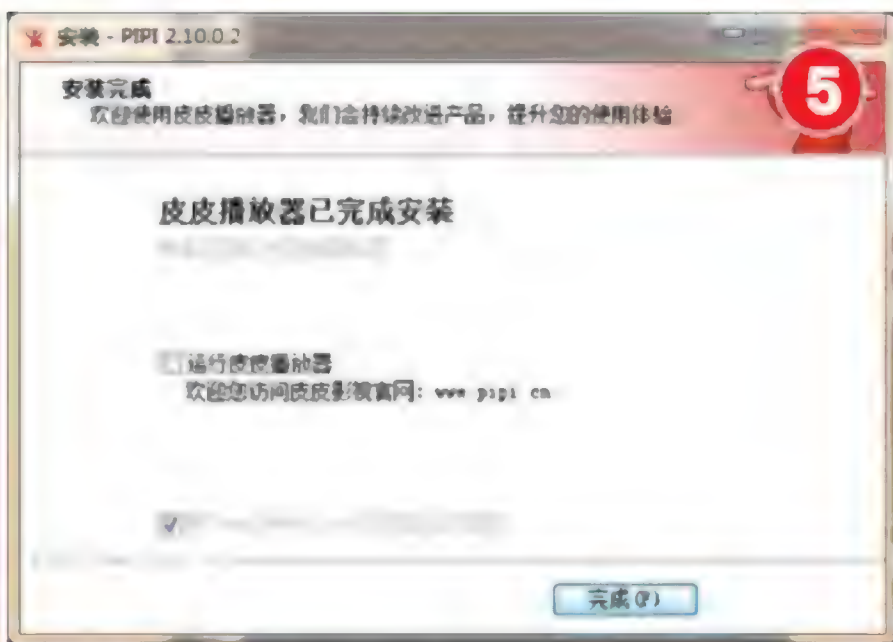 安装 - PIPI 2.10.0.2
5
安装完成
欢迎使用皮皮播放器，我们会持续改进产品，提升您的使用体验
皮皮播放器已完成安装
运行皮皮播放器
欢迎您访问皮皮影视官网: www.pipi.cn
完成(F)